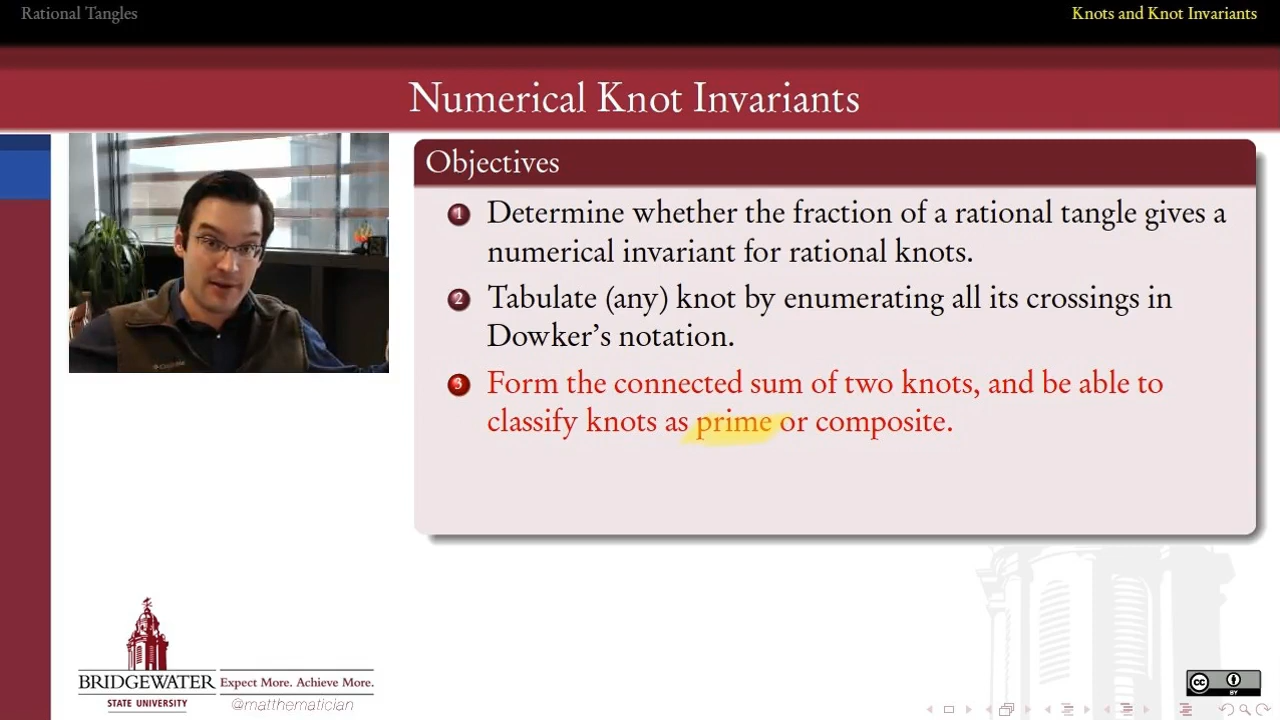 Rational Tangles
Knots and Knot Invariants
Numerical Knot Invariants
Objectives
1 Determine whether the fraction of a rational tangle gives a
numerical invariant for rational knots.
2 Tabulate (any) knot by enumerating all its crossings in
Dowker's notation.
3 Form the connected sum of two knots, and be able to
classify knots as prime or composite.
BRIDGEWATER
STATE UNIVERSITY
Expect More. Achieve More.
@matthematician
CC
BY